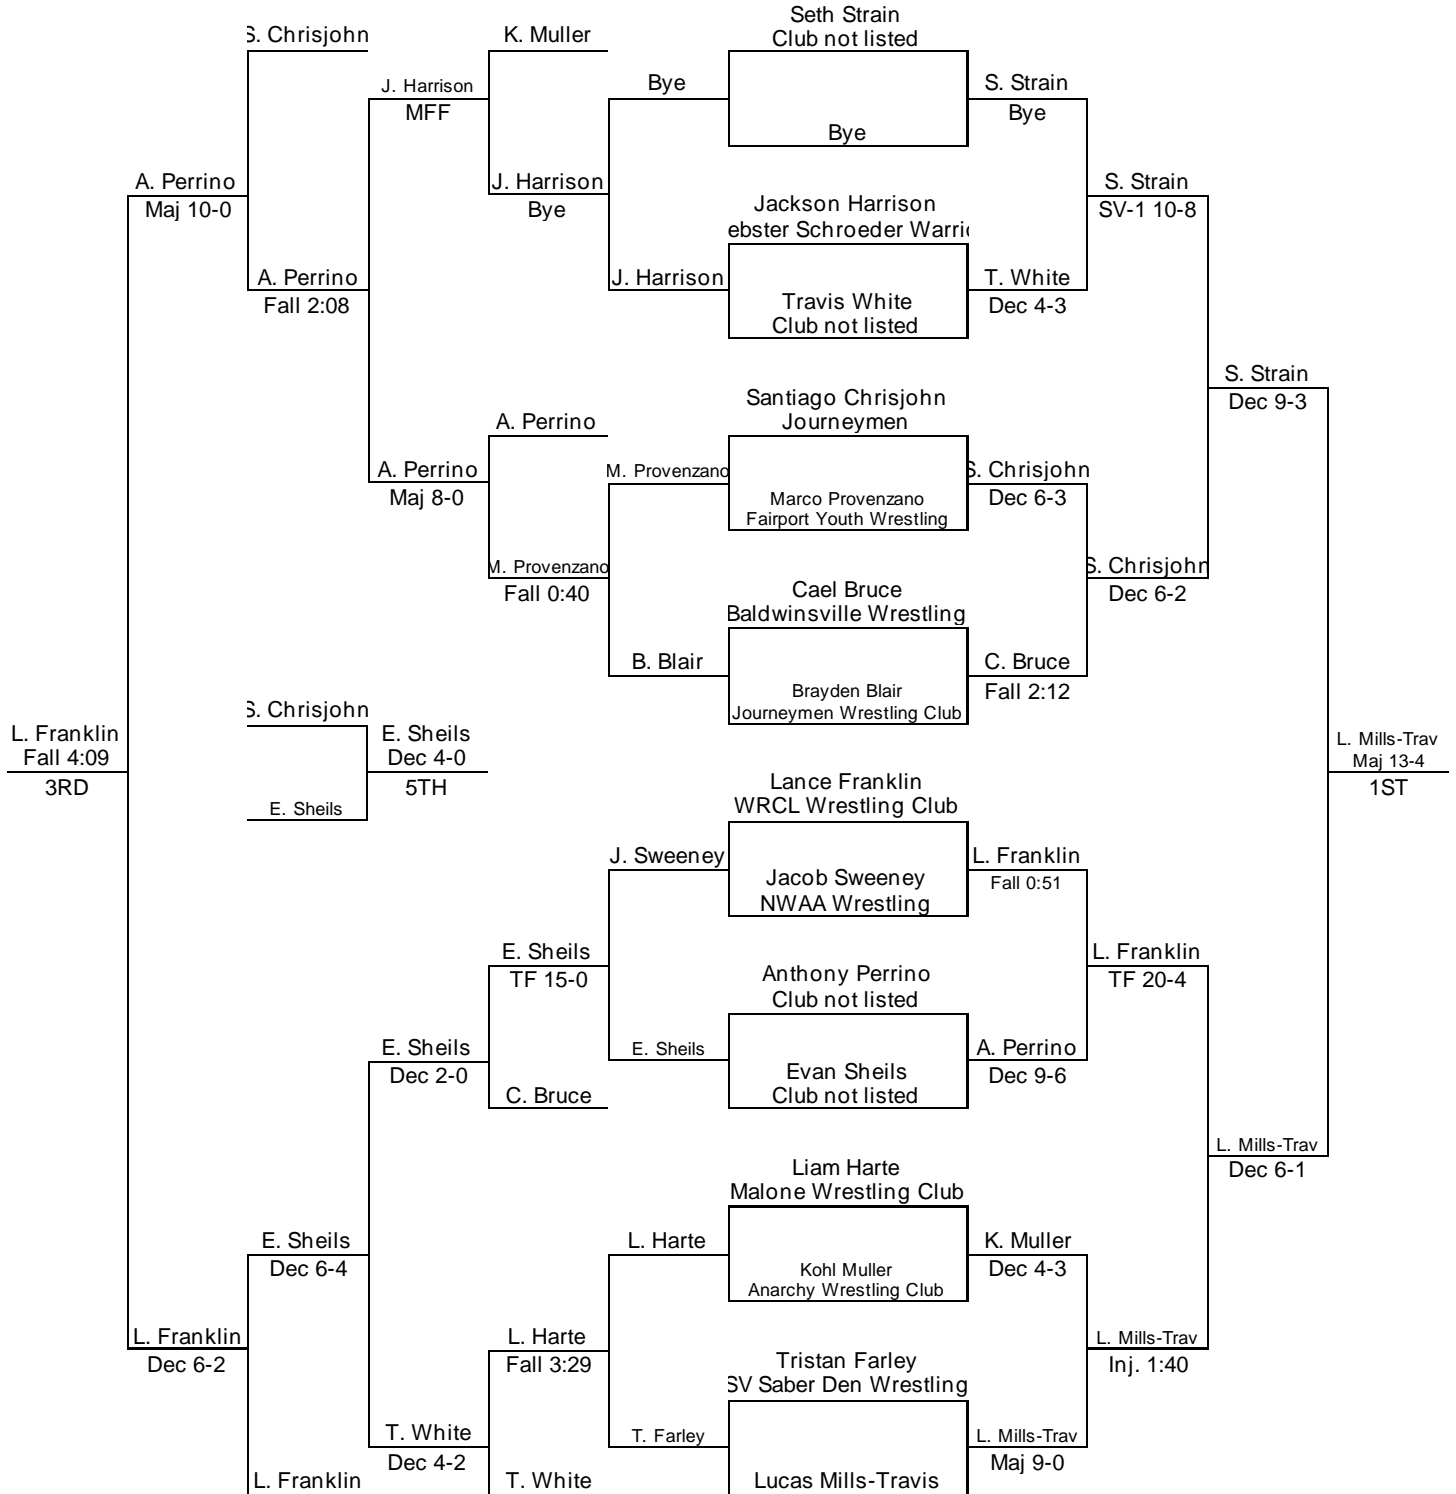 Seth Strain
Club not listed
S. Chrisjohn
K. Muller
Bye
S. Strain
J. Harrison
MFF
Bye
Bye
A. Perrino
Maj 10-0
J. Harrison
Bye
Jackson Harrison
ebster Schroeder Warric
S. Strain
SV-1 10-8
A. Perrino
Fall 2:08
J. Harrison
Travis White
Club not listed
T. White
Dec 4-3
S. Strain
Dec 9-3
Santiago Chrisjohn
Journeymen
A. Perrino
A. Perrino
Maj 8-0
M. Provenzano
Marco Provenzano
Fairport Youth Wrestling
S. Chrisjohn
Dec 6-3
M. Provenzano
Fall 0:40
Cael Bruce
Baldwinsville Wrestling
S. Chrisjohn
Dec 6-2
B. Blair
Brayden Blair
Journeymen Wrestling Club
C. Bruce
Fall 2:12
S. Chrisjohn
L. Franklin
Fall 4:09
3RD
E. Sheils
Dec 4-0
5TH
E. Sheils
L. Mills-Trav
Maj 13-4
1ST
Lance Franklin
WRCL Wrestling Club
J. Sweeney
Jacob Sweeney
NWAA Wrestling
L. Franklin
Fall 0:51
E. Sheils
TF 15-0
Anthony Perrino
Club not listed
L. Franklin
TF 20-4
E. Sheils
Dec 2-0
E. Sheils
Evan Sheils
Club not listed
A. Perrino
Dec 9-6
C. Bruce
L. Mills-Trav
Dec 6-1
Liam Harte
Malone Wrestling Club
E. Sheils
Dec 6-4
L. Harte
Kohl Muller
Anarchy Wrestling Club
K. Muller
Dec 4-3
L. Franklin
Dec 6-2
L. Harte
Fall 3:29
Tristan Farley
SV Saber Den Wrestling
L. Mills-Trav
Inj. 1:40
T. White
Dec 4-2
T. Farley
L. Mills-Trav
Maj 9-0
L. Franklin
T. White
Lucas Mills-Travis